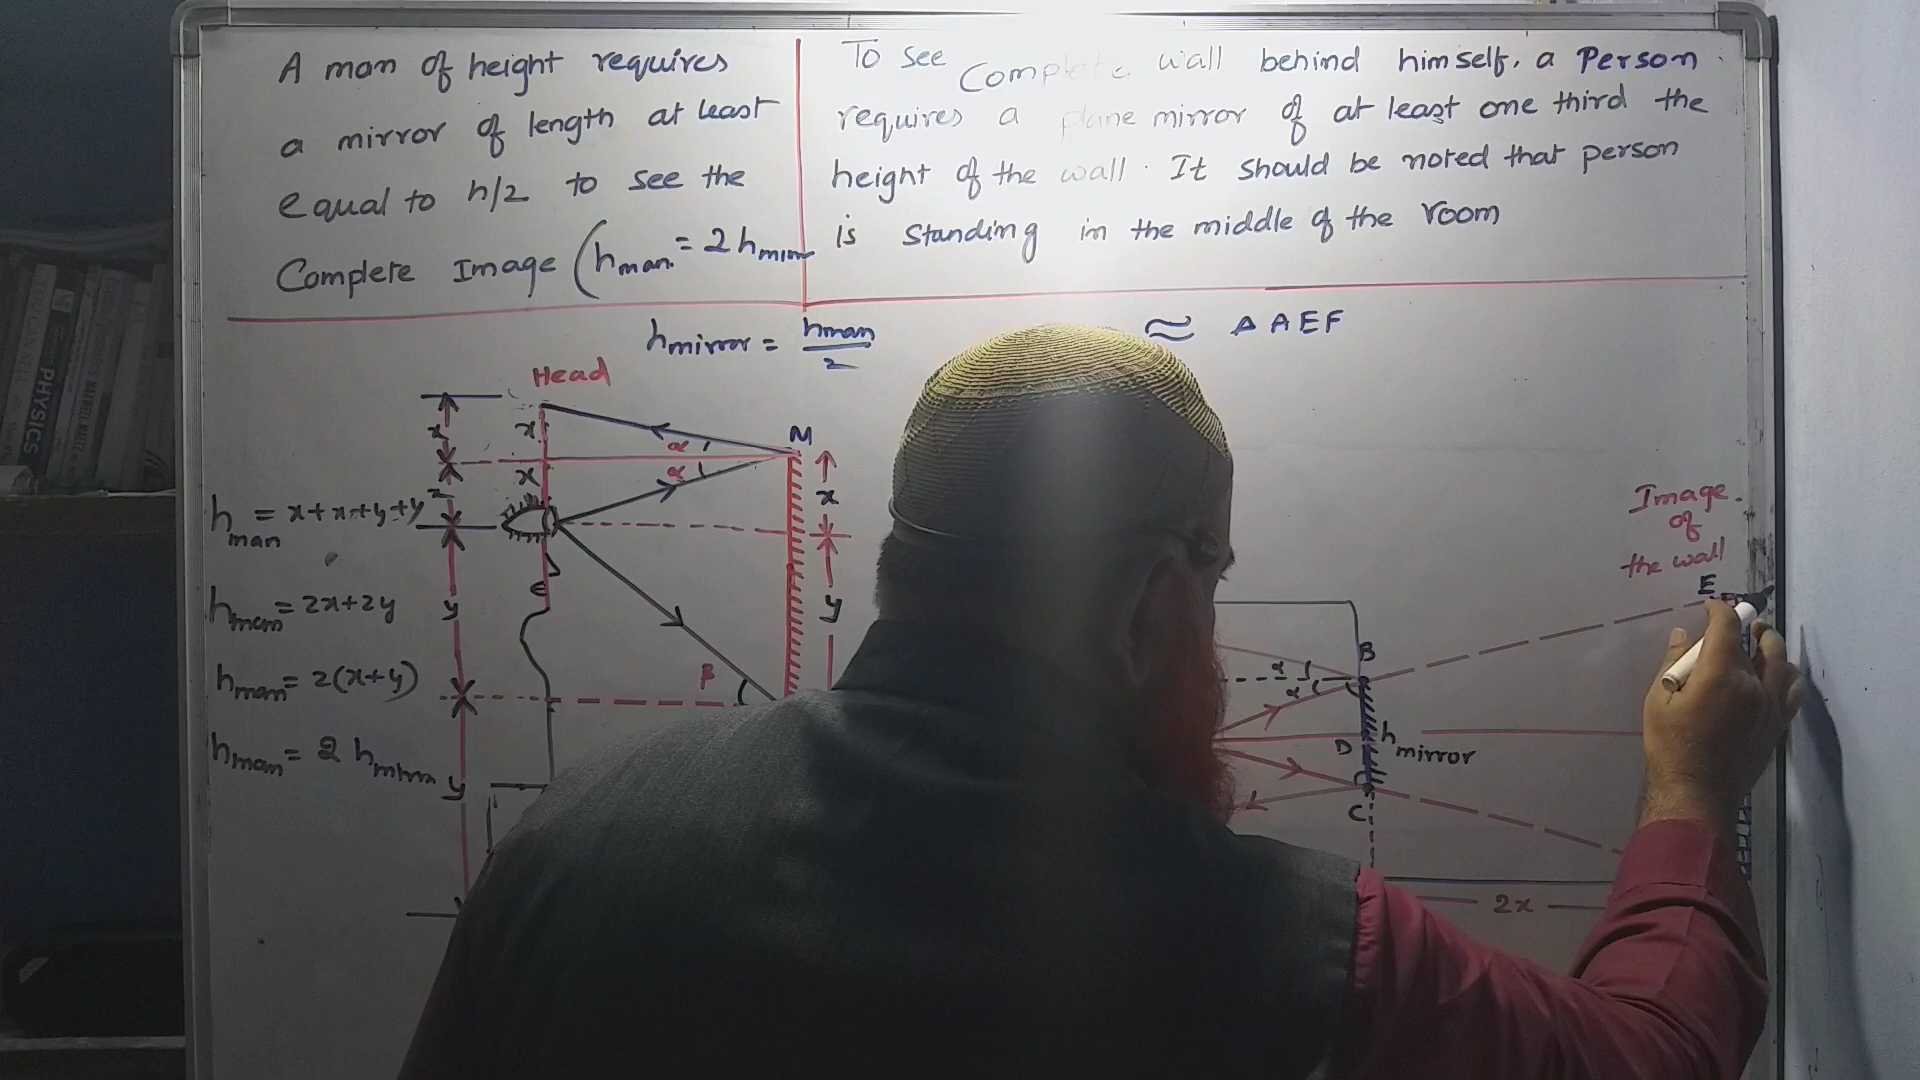 A man of height requires
a mirror of length at least
equal to h/2 to see the
Complete Image (hman = 2 hmirror
To see Complete wall behind himself, a Person
requires a plane mirror of at least one third the
height of the wall. It should be noted that person
is standing in the middle of the room
hmirror = hman/2
≈ Δ AEF
Head
M
x
x
x
α
α
x
hman = x+x+y+y
hman = 2x+2y
y
y
β
hman = 2(x+y)
hman = 2
y
Image
of
the wall
E
B
α
α
D
hmirror
C
2x
PHYSICS